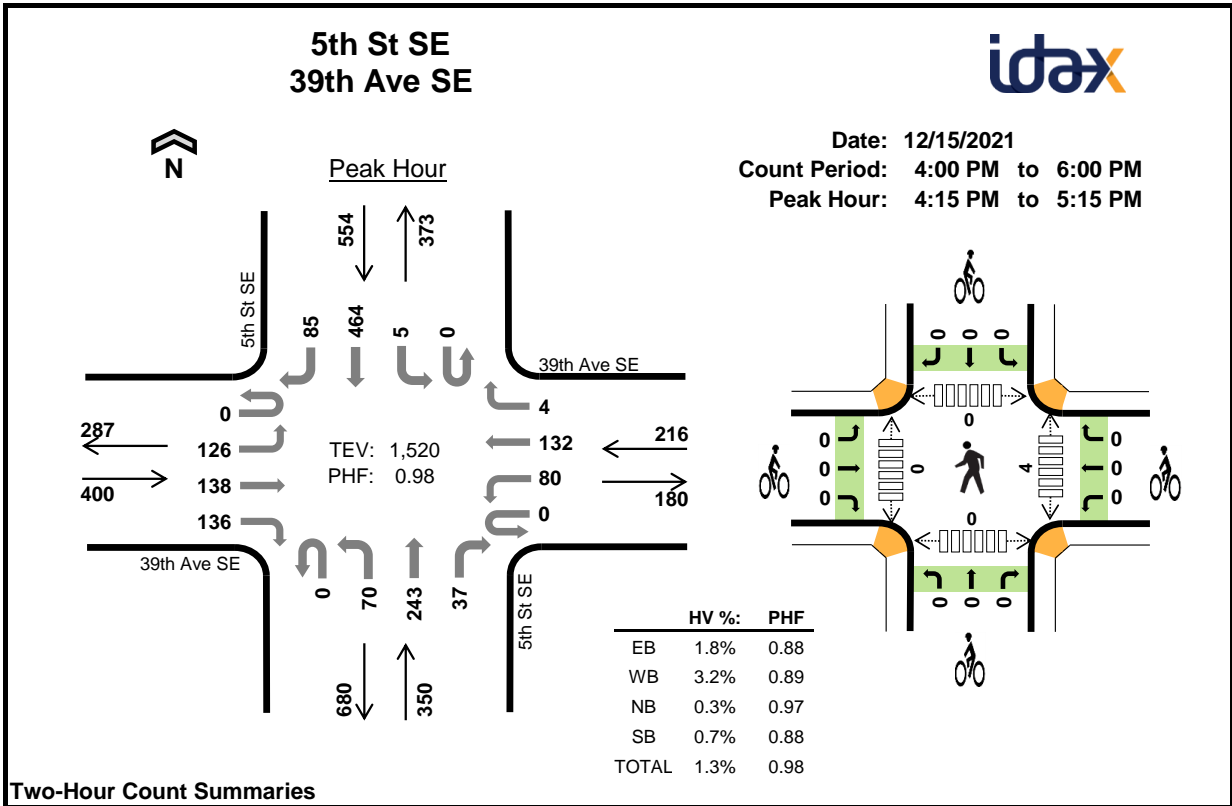 5th St SE
39th Ave SE
idax
N
Peak Hour
Date: 12/15/2021
Count Period: 4:00 PM to 6:00 PM
Peak Hour: 4:15 PM to 5:15 PM
554
373
5th St SE
85
464
5
0
39th Ave SE
0
126
138
136
287
400
TEV: 1,520
PHF: 0.98
4
132
80
0
216
180
39th Ave SE
0
70
243
37
5th St SE
680
350
0 0 0
0
0
0
0
0
4
0
0
0
0
0 0 0
HV %: PHF
EB 1.8% 0.88
WB 3.2% 0.89
NB 0.3% 0.97
SB 0.7% 0.88
TOTAL 1.3% 0.98
Two-Hour Count Summaries